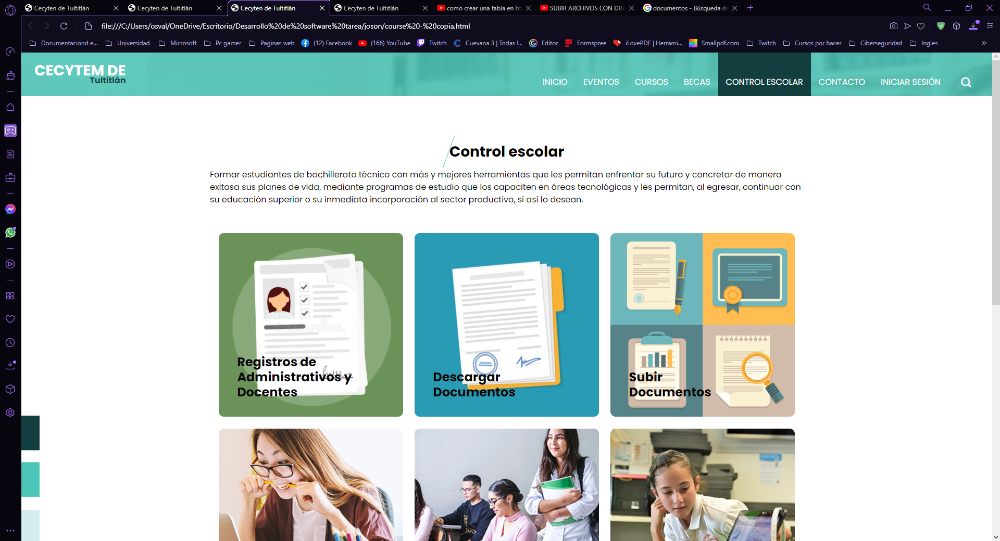 Cecyten de Tultitlán
Cecyten de Tultitlán
Cecyten de Tultitlán
Cecyten de Tultitlán
como crear una tabla en ht
SUBIR ARCHIVOS CON DRA
documentos - Búsqueda de
file:///C:/Users/osval/OneDrive/Escritorio/Desarrollo%20de%20software%20tarea/joson/course%20-%20copia.html
Documentaciond e...
Universidad
Microsoft
Pc gamer
Paginas web
(12) Facebook
(166) YouTube
Twitch
Cuevana 3 | Todas l...
Editor
Formspree
iLovePDF | Herrami...
Smallpdf.com
Twitch
Cursos por hacer
Ciberseguridad
Ingles
CECYTEM DE
Tultitlán
INICIO
EVENTOS
CURSOS
BECAS
CONTROL ESCOLAR
CONTACTO
INICIAR SESIÓN
Control escolar
Formar estudiantes de bachillerato técnico con más y mejores herramientas que les permitan enfrentar su futuro y concretar de manera
exitosa sus planes de vida, mediante programas de estudio que los capaciten en áreas tecnológicas y les permitan, al egresar, continuar con
su educación superior o su inmediata incorporación al sector productivo, si así lo desean.
Registros de
Administrativos y
Docentes
Descargar
Documentos
Subir
Documentos